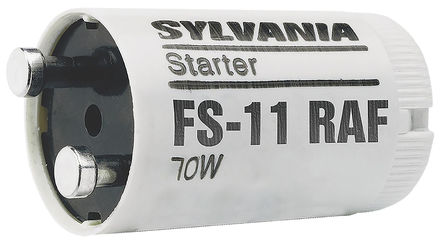 SYLVANIA
Starter
FS-11 RAF
70W